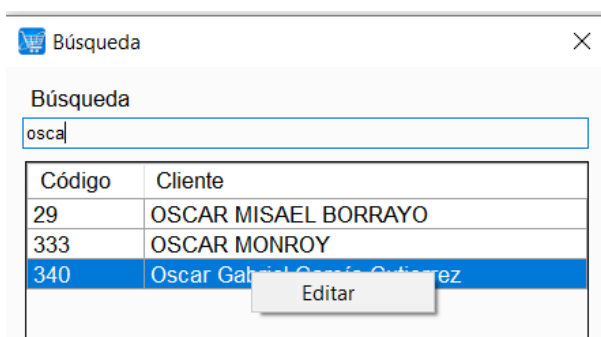 Búsqueda
Búsqueda
osca
Código Cliente
29 OSCAR MISAEL BORRAYO
333 OSCAR MONROY
340 Oscar Gabriel García Gutierrez
Editar